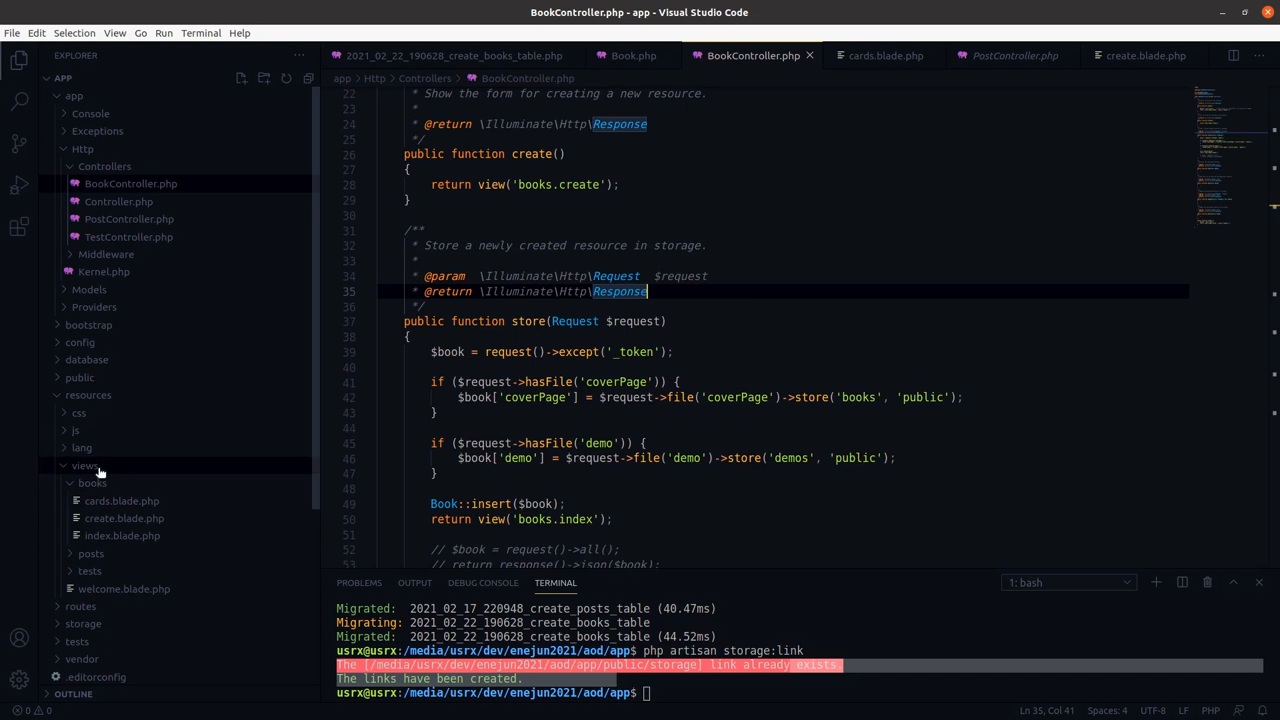 BookController.php - app - Visual Studio Code
File Edit Selection View Go Run Terminal Help
EXPLORER
APP
app
Console
Exceptions
Http
Controllers
BookController.php
Controller.php
PostController.php
TestController.php
Middleware
Kernel.php
Models
Providers
bootstrap
config
database
public
resources
css
js
lang
views
books
cards.blade.php
create.blade.php
index.blade.php
posts
tests
welcome.blade.php
routes
storage
tests
vendor
.editorconfig
OUTLINE
2021_02_22_190628_create_books_table.php Book.php BookController.php cards.blade.php PostController.php create.blade.php
app > Http > Controllers > BookController.php
22 * Show the form for creating a new resource.
23 *
24 * @return \Illuminate\Http\Response
25 */
26 public function create()
27 {
28 return view('books.create');
29 }
30
31 /**
32 * Store a newly created resource in storage.
33 *
34 * @param \Illuminate\Http\Request $request
35 * @return \Illuminate\Http\Response
36 */
37 public function store(Request $request)
38 {
39 $book = request()->except('_token');
40
41 if ($request->hasFile('coverPage')) {
42 $book['coverPage'] = $request->file('coverPage')->store('books', 'public');
43 }
44
45 if ($request->hasFile('demo')) {
46 $book['demo'] = $request->file('demo')->store('demos', 'public');
47 }
48
49 Book::insert($book);
50 return view('books.index');
51
52 // $book = request()->all();
53 // return response()->json($book);
PROBLEMS OUTPUT DEBUG CONSOLE TERMINAL 1: bash
Migrated: 2021_02_17_220948_create_posts_table (40.47ms)
Migrating: 2021_02_22_190628_create_books_table
Migrated: 2021_02_22_190628_create_books_table (44.52ms)
usrx@usrx:/media/usrx/dev/enejun2021/aod/app$ php artisan storage:link
The [/media/usrx/dev/enejun2021/aod/app/public/storage] link already exists.
The links have been created.
usrx@usrx:/media/usrx/dev/enejun2021/aod/app$
0 0 Ln 35, Col 41 Spaces: 4 UTF-8 LF PHP